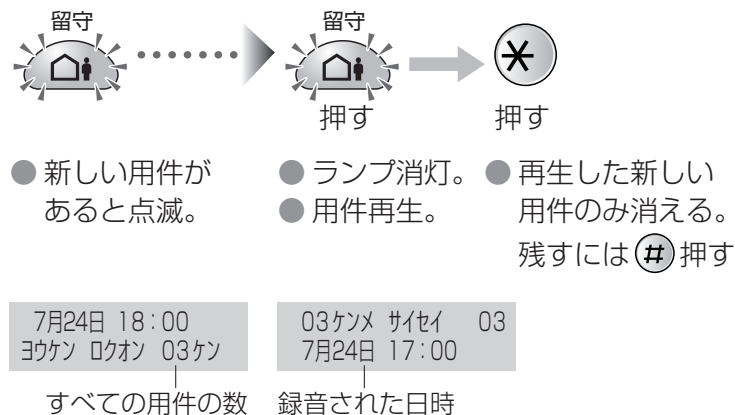 留守 留守
押す 押す
● 新しい用件が
あると点滅。
● ランプ消灯。
● 用件再生。
● 再生した新しい
用件のみ消える。
残すには # 押す
7月24日 18:00
ヨウケン ロクオン 03ケン
すべての用件の数
03ケンメ サイセイ 03
7月24日 17:00
録音された日時